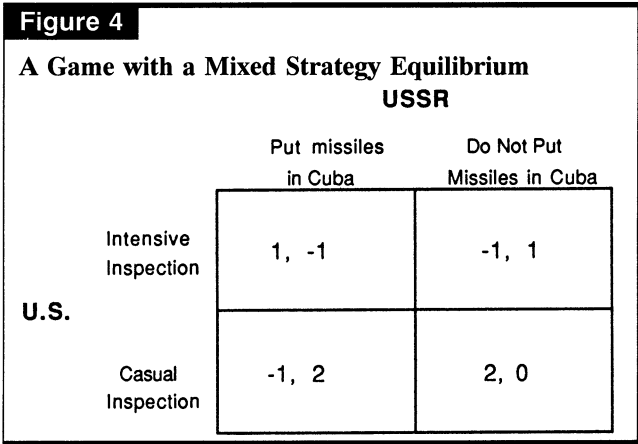 Figure 4
A Game with a Mixed Strategy Equilibrium
USSR
Put missiles
in Cuba
Do Not Put
Missiles in Cuba
Intensive
Inspection
1, -1
-1, 1
U.S.
Casual
Inspection
-1, 2
2, 0